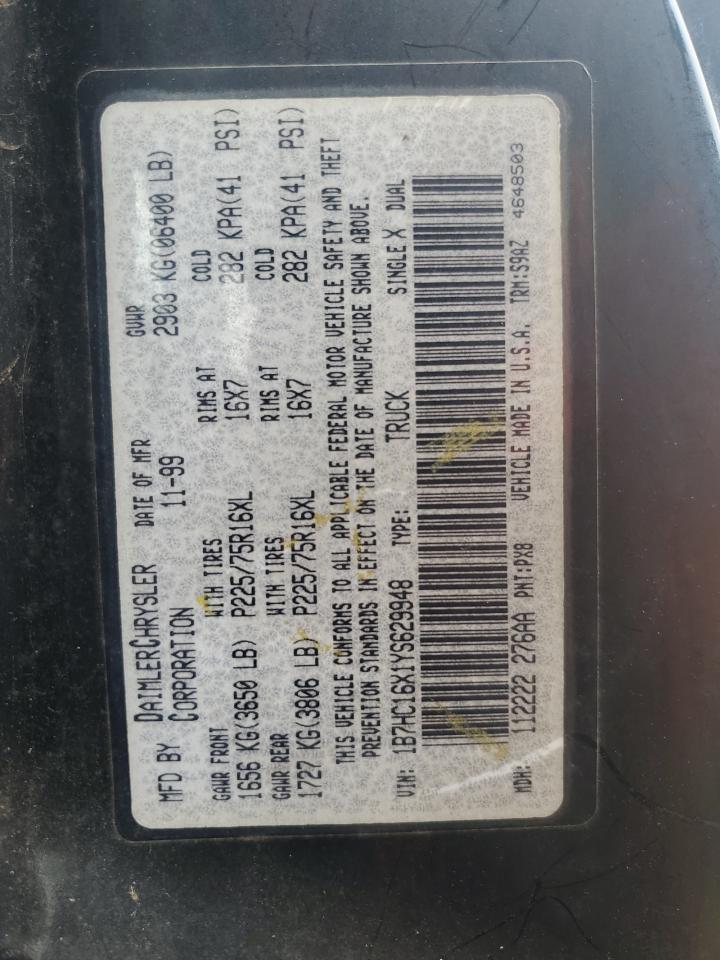 MFD BY DAIMLERCHRYSLER CORPORATION DATE OF MFR 11-99 GVWR 2903 KG(06400 LB)
GAWR FRONT WITH TIRES RIMS AT COLD
1656 KG(3650 LB) P225/75R16XL 16X7 282 KPA(41 PSI)
GAWR REAR WITH TIRES RIMS AT COLD
1727 KG(3806 LB) P225/75R16XL 16X7 282 KPA(41 PSI)
THIS VEHICLE CONFORMS TO ALL APPLICABLE FEDERAL MOTOR VEHICLE SAFETY AND THEFT
PREVENTION STANDARDS IN EFFECT ON THE DATE OF MANUFACTURE SHOWN ABOVE.
VIN: 1B7HC16X1YS629948 TYPE: TRUCK SINGLE X DUAL
MDH: 112222 276AA PNT:PX8 VEHICLE MADE IN U.S.A. TRM:S9AZ 4648503